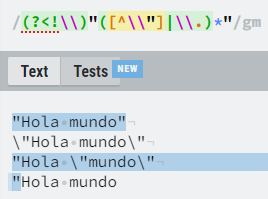 /(?<!\\)"([^\\"]|\\.)*"/gm
Text Tests NEW
"Hola·mundo"¬
\"Hola·mundo\"¬
"Hola·\"mundo\"¬
"Hola·mundo